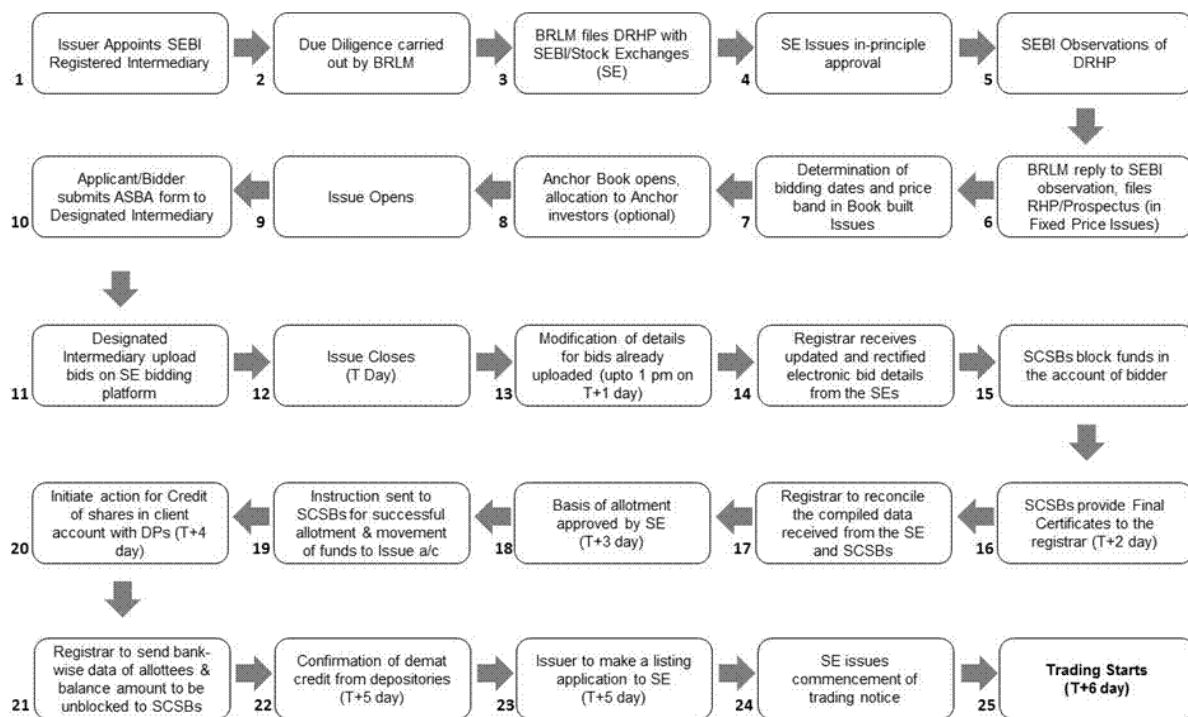 Issuer Appoints SEBI
Registered Intermediary
1
Due Diligence carried
out by BRLM
2
BRLM files DRHP with
SEBI/Stock Exchanges
(SE)
3
SE Issues in-principle
approval
4
SEBI Observations of
DRHP
5
BRLM reply to SEBI
observation, files
RHP/Prospectus (in
Fixed Price Issues)
6
Determination of
bidding dates and price
band in Book built
Issues
7
Anchor Book opens,
allocation to Anchor
investors (optional)
8
Issue Opens
9
Applicant/Bidder
submits ASBA form to
Designated Intermediary
10
Designated
Intermediary upload
bids on SE bidding
platform
11
Issue Closes
(T Day)
12
Modification of details
for bids already
uploaded (upto 1 pm on
T+1 day)
13
Registrar receives
updated and rectified
electronic bid details
from the SEs
14
SCSBs block funds in
the account of bidder
15
SCSBs provide Final
Certificates to the
registrar (T+2 day)
16
Registrar to reconcile
the compiled data
received from the SE
and SCSBs
17
Basis of allotment
approved by SE
(T+3 day)
18
Instruction sent to
SCSBs for successful
allotment & movement
of funds to Issue a/c
19
Initiate action for Credit
of shares in client
account with DPs (T+4
day)
20
Registrar to send bank-
wise data of allottees &
balance amount to be
unblocked to SCSBs
21
Confirmation of demat
credit from depositories
(T+5 day)
22
Issuer to make a listing
application to SE
(T+5 day)
23
SE issues
commencement of
trading notice
24
Trading Starts
(T+6 day)
25